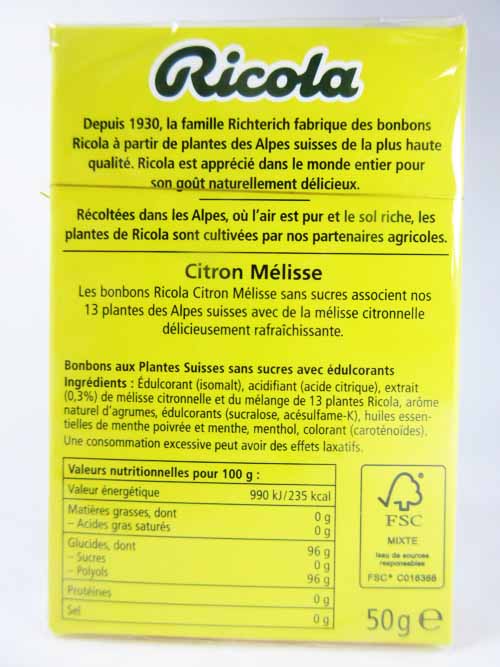 Ricola
Depuis 1930, la famille Richterich fabrique des bonbons
Ricola à partir de plantes des Alpes suisses de la plus haute
qualité. Ricola est apprécié dans le monde entier pour
son goût naturellement délicieux.
Récoltées dans les Alpes, où l'air est pur et le sol riche, les
plantes de Ricola sont cultivées par nos partenaires agricoles.
Citron Mélisse
Les bonbons Ricola Citron Mélisse sans sucres associent nos
13 plantes des Alpes suisses avec de la mélisse citronnelle
délicieusement rafraîchissante.
Bonbons aux Plantes Suisses sans sucres avec édulcorants
Ingrédients : Édulcorant (isomalt), acidifiant (acide citrique), extrait
(0,3%) de mélisse citronnelle et du mélange de 13 plantes Ricola, arôme
naturel d'agrumes, édulcorants (sucralose, acésulfame-K), huiles essen-
tielles de menthe poivrée et menthe, menthol, colorant (caroténoïdes).
Une consommation excessive peut avoir des effets laxatifs.
Valeurs nutritionnelles pour 100 g :
Valeur énergétique 990 kJ/235 kcal
Matières grasses, dont 0 g
– Acides gras saturés 0 g
Glucides, dont 96 g
– Sucres 0 g
– Polyols 96 g
Protéines 0 g
Sel 0 g
FSC
MIXTE
Issu de sources
responsables
FSC® C016366
50 g e